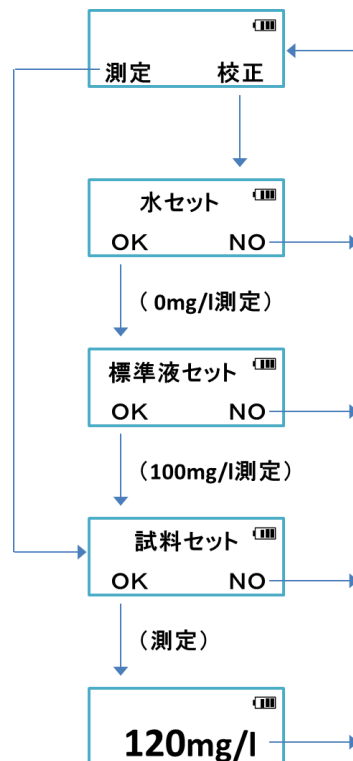 測定 校正
水セット
OK NO
（ 0mg/l測定）
標準液セット
OK NO
（100mg/l測定）
試料セット
OK NO
（測定）
120mg/l